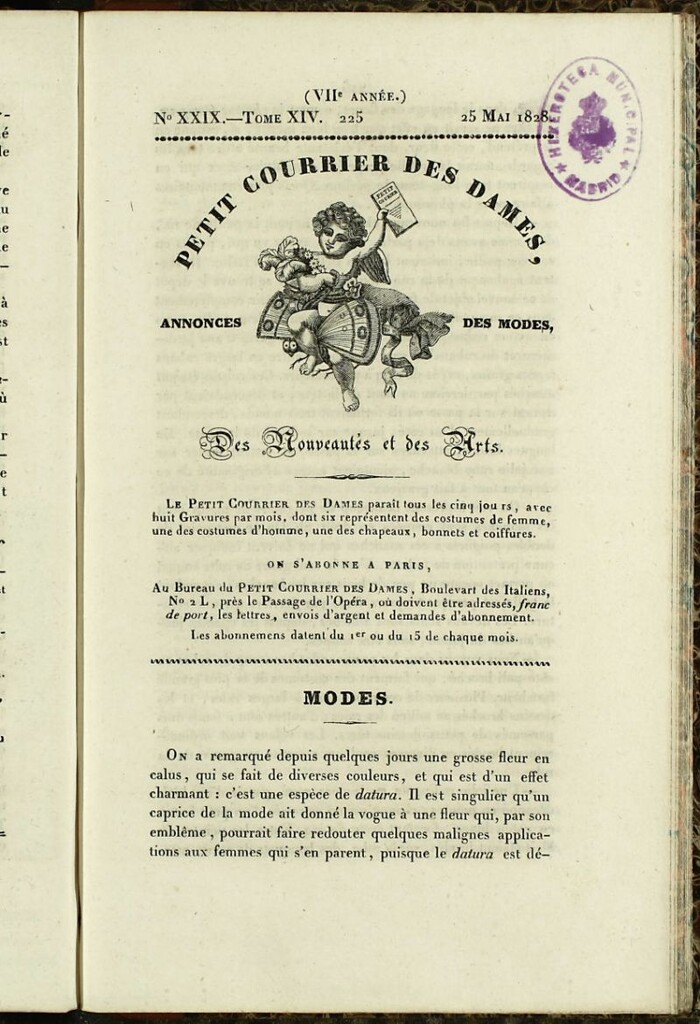 (VIIᵉ ANNÉE.)
Nº XXIX.—TOME XIV. 225 25 MAI 1828.
HEMEROTECA MUNICIPAL
★ MADRID ★
PETIT COURRIER DES DAMES,
PETIT
COURRIER
ANNONCES DES MODES,
Des Nouveautés et des Arts.
LE PETIT COURRIER DES DAMES paraît tous les cinq jours, avec
huit Gravures par mois, dont six représentent des costumes de femme,
une des costumes d'homme, une des chapeaux, bonnets et coiffures.
ON S'ABONNE A PARIS,
Au Bureau du PETIT COURRIER DES DAMES, Boulevart des Italiens,
Nº 2 L, près le Passage de l'Opéra, où doivent être adressés, franc
de port, les lettres, envois d'argent et demandes d'abonnement.
Les abonnemens datent du 1er ou du 15 de chaque mois.
MODES.
ON a remarqué depuis quelques jours une grosse fleur en
calus, qui se fait de diverses couleurs, et qui est d'un effet
charmant : c'est une espèce de datura. Il est singulier qu'un
caprice de la mode ait donné la vogue à une fleur qui, par son
emblême, pourrait faire redouter quelques malignes applica-
tions aux femmes qui s'en parent, puisque le datura est dé-